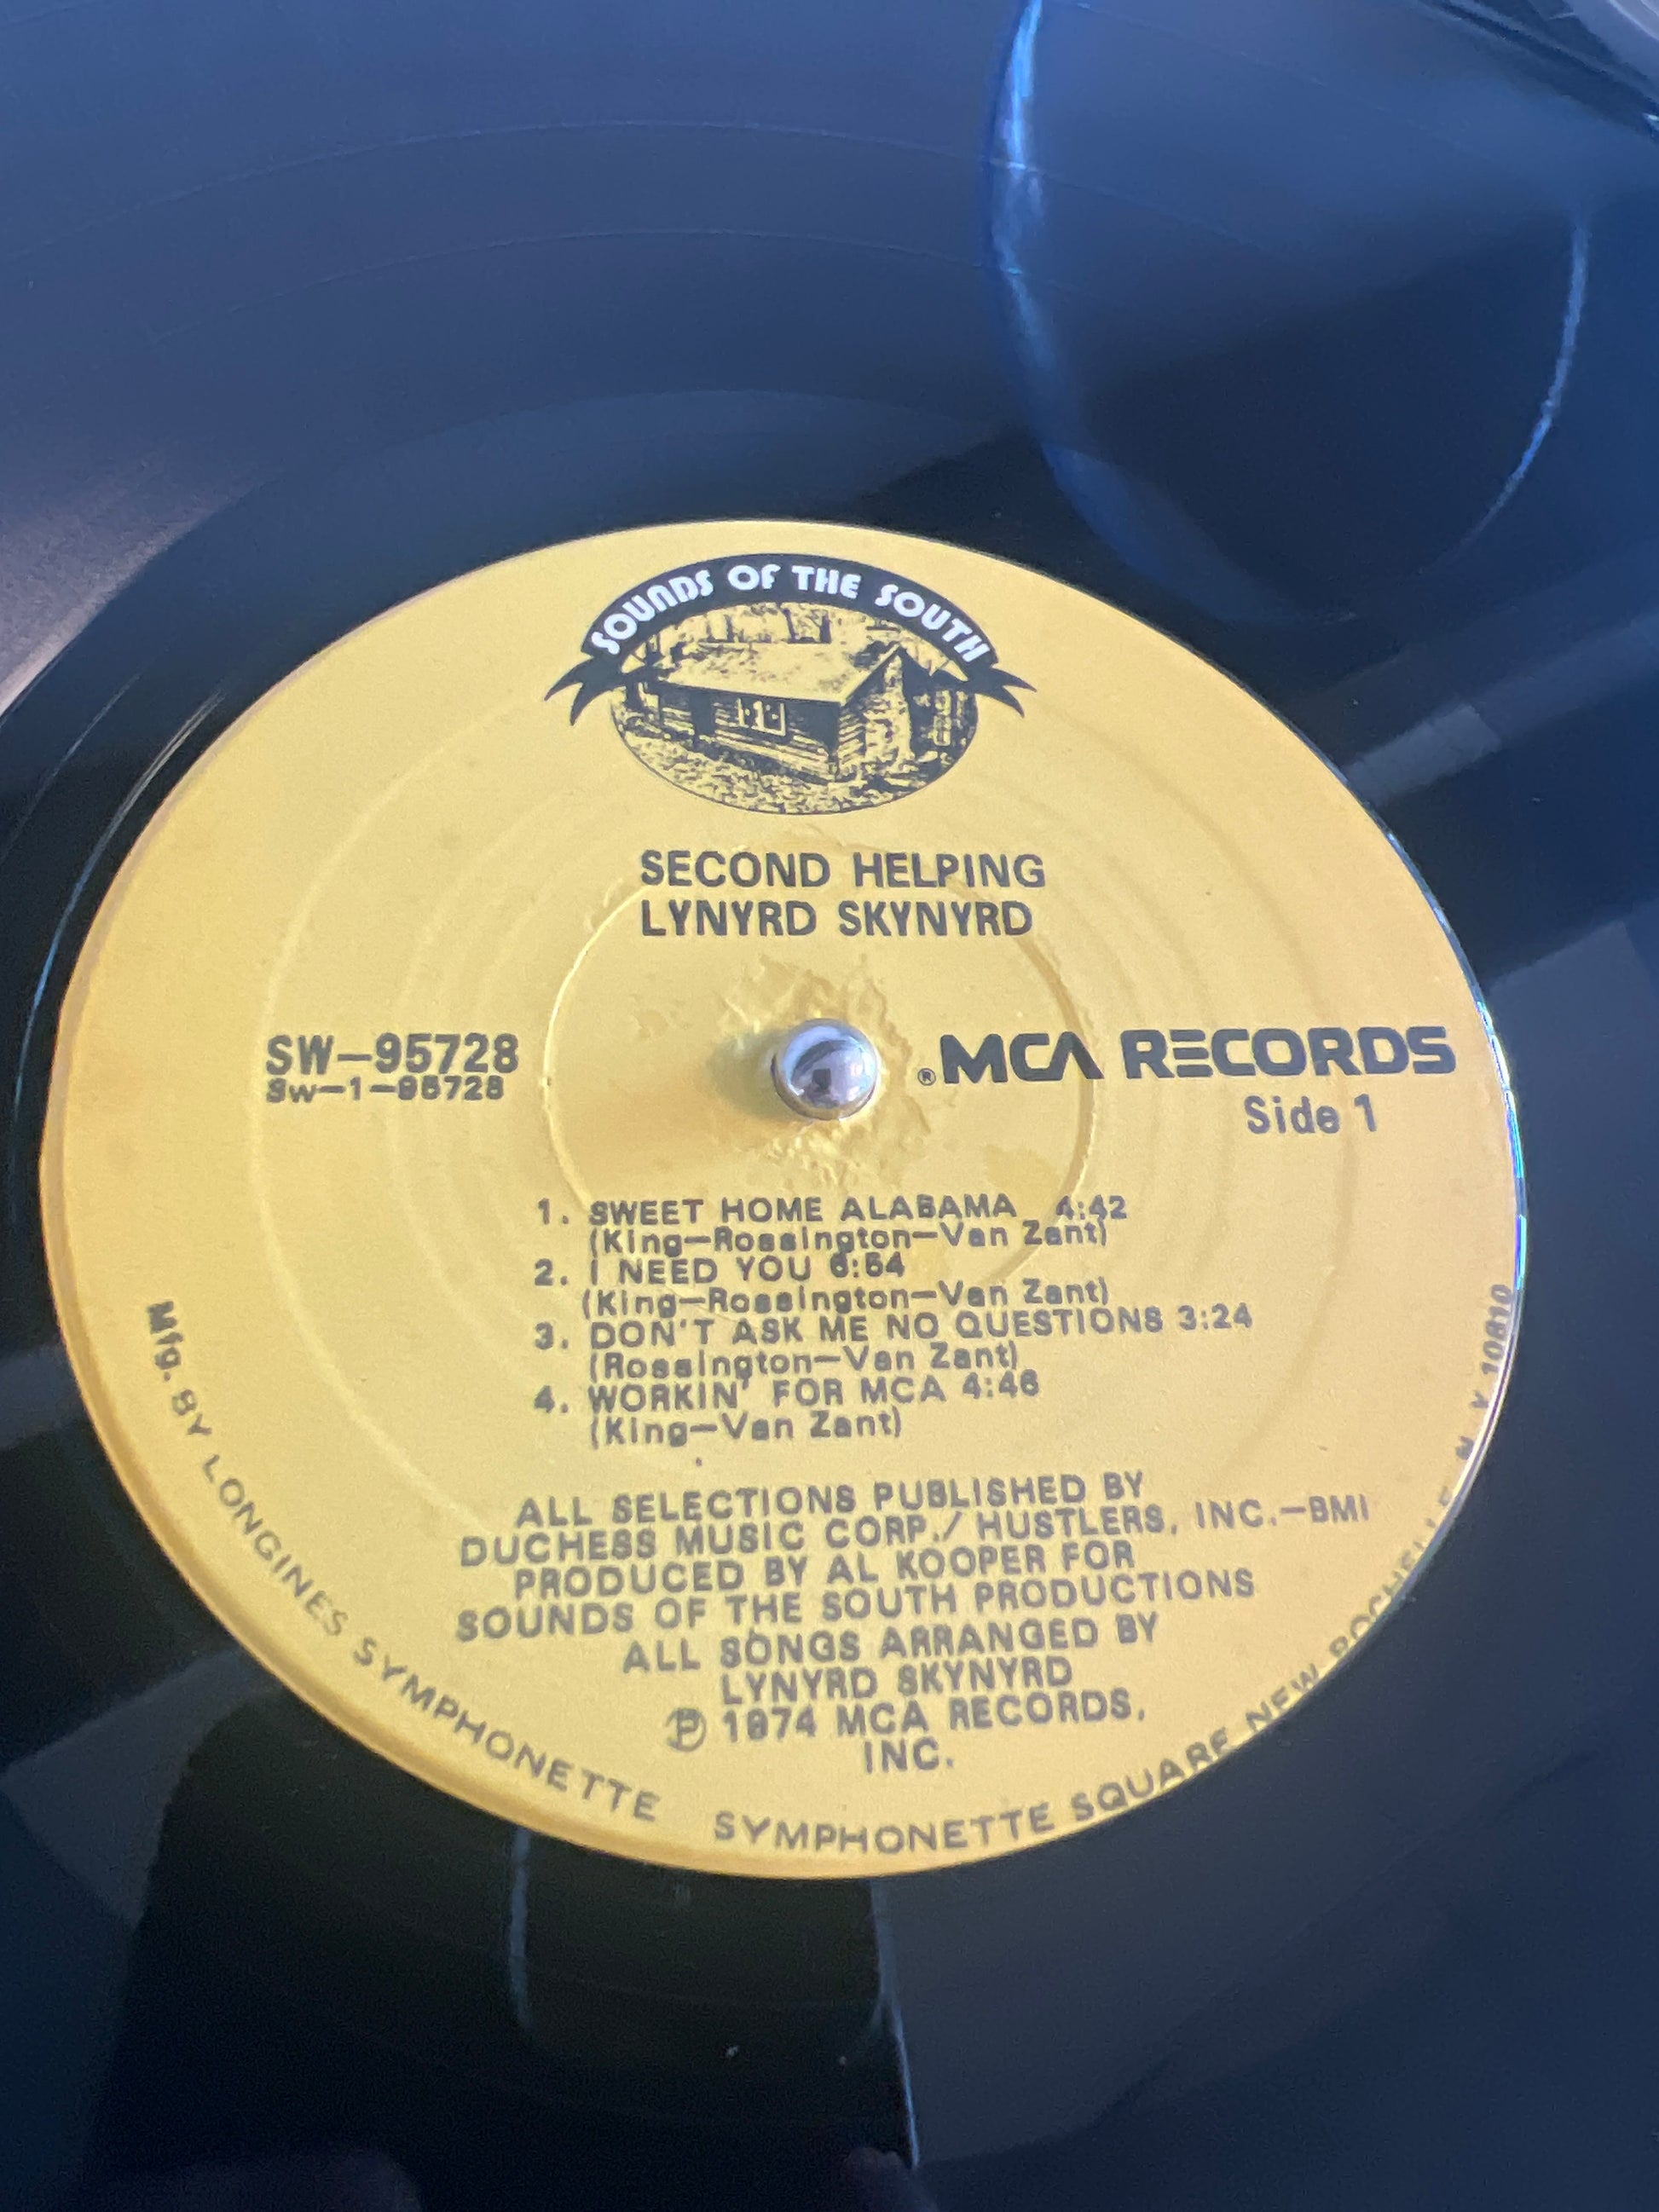 SOUNDS OF THE SOUTH
SECOND HELPING
LYNYRD SKYNYRD
SW-95728
Sw-1-95728
® MCA RECORDS
Side 1
1. SWEET HOME ALABAMA 4:42
(King-Rossington-Van Zant)
2. I NEED YOU 6:54
(King-Rossington-Van Zant)
3. DON'T ASK ME NO QUESTIONS 3:24
(Rossington-Van Zant)
4. WORKIN' FOR MCA 4:46
(King-Van Zant)
ALL SELECTIONS PUBLISHED BY
DUCHESS MUSIC CORP./ HUSTLERS, INC.-BMI
PRODUCED BY AL KOOPER FOR
SOUNDS OF THE SOUTH PRODUCTIONS
ALL SONGS ARRANGED BY
LYNYRD SKYNYRD
℗ 1974 MCA RECORDS,
INC.
Mfg. BY LONGINES SYMPHONETTE SYMPHONETTE SQUARE NEW ROCHELLE N Y 10810